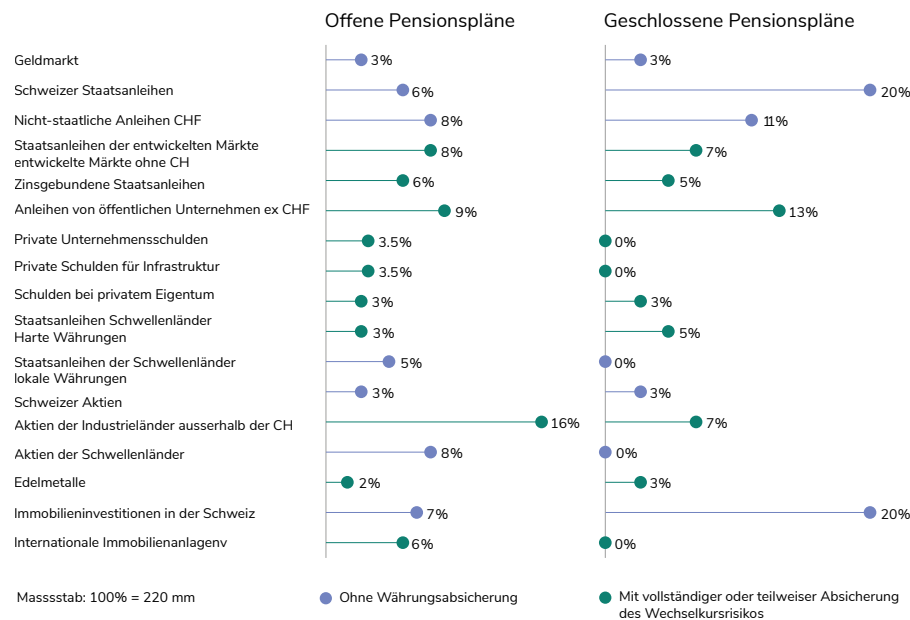 Offene Pensionspläne Geschlossene Pensionspläne
Geldmarkt 3% 3%
Schweizer Staatsanleihen 6% 20%
Nicht-staatliche Anleihen CHF 8% 11%
Staatsanleihen der entwickelten Märkte
entwickelte Märkte ohne CH 8% 7%
Zinsgebundene Staatsanleihen 6% 5%
Anleihen von öffentlichen Unternehmen ex CHF 9% 13%
Private Unternehmensschulden 3.5% 0%
Private Schulden für Infrastruktur 3.5% 0%
Schulden bei privatem Eigentum 3% 3%
Staatsanleihen Schwellenländer
Harte Währungen 3% 5%
Staatsanleihen der Schwellenländer
lokale Währungen 5% 0%
Schweizer Aktien 3% 3%
Aktien der Industrieländer ausserhalb der CH 16% 7%
Aktien der Schwellenländer 8% 0%
Edelmetalle 2% 3%
Immobilieninvestitionen in der Schweiz 7% 20%
Internationale Immobilienanlagenv 6% 0%
Masssstab: 100% = 220 mm
Ohne Währungsabsicherung
Mit vollständiger oder teilweiser Absicherung
des Wechselkursrisikos